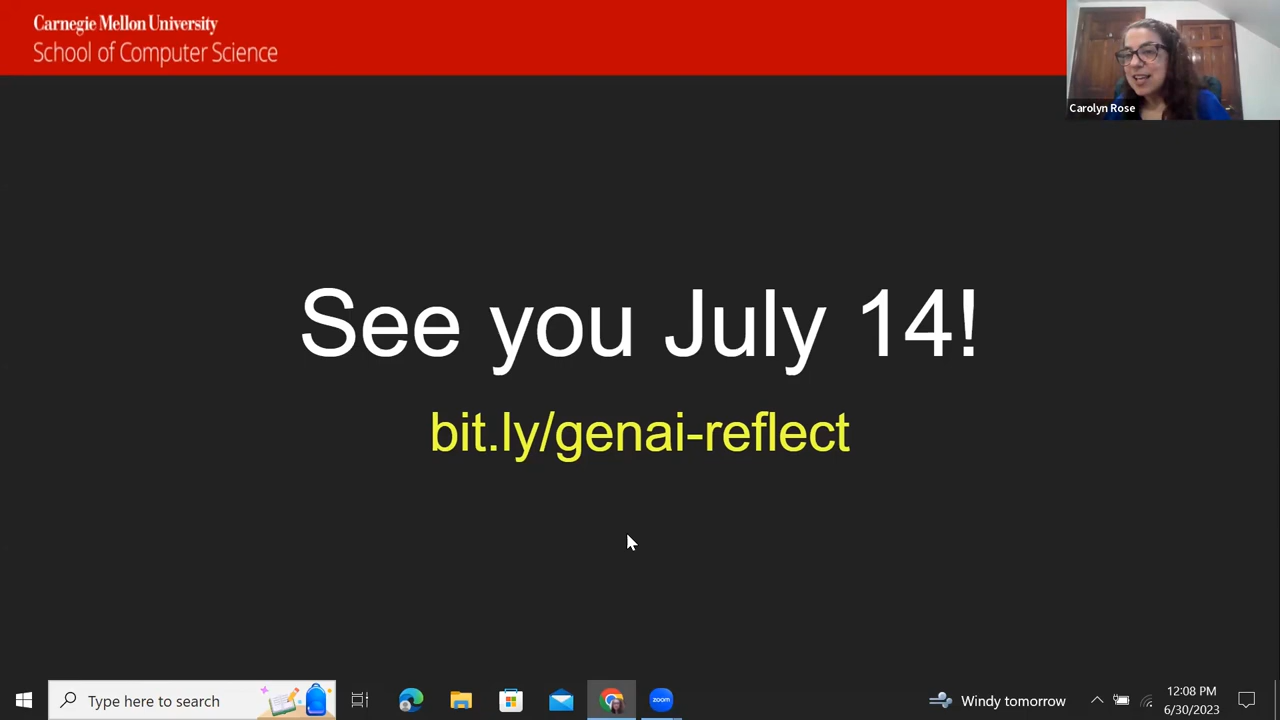 Carnegie Mellon University
School of Computer Science
Carolyn Rose
See you July 14!
bit.ly/genai-reflect
Type here to search
zoom
Windy tomorrow
12:08 PM
6/30/2023